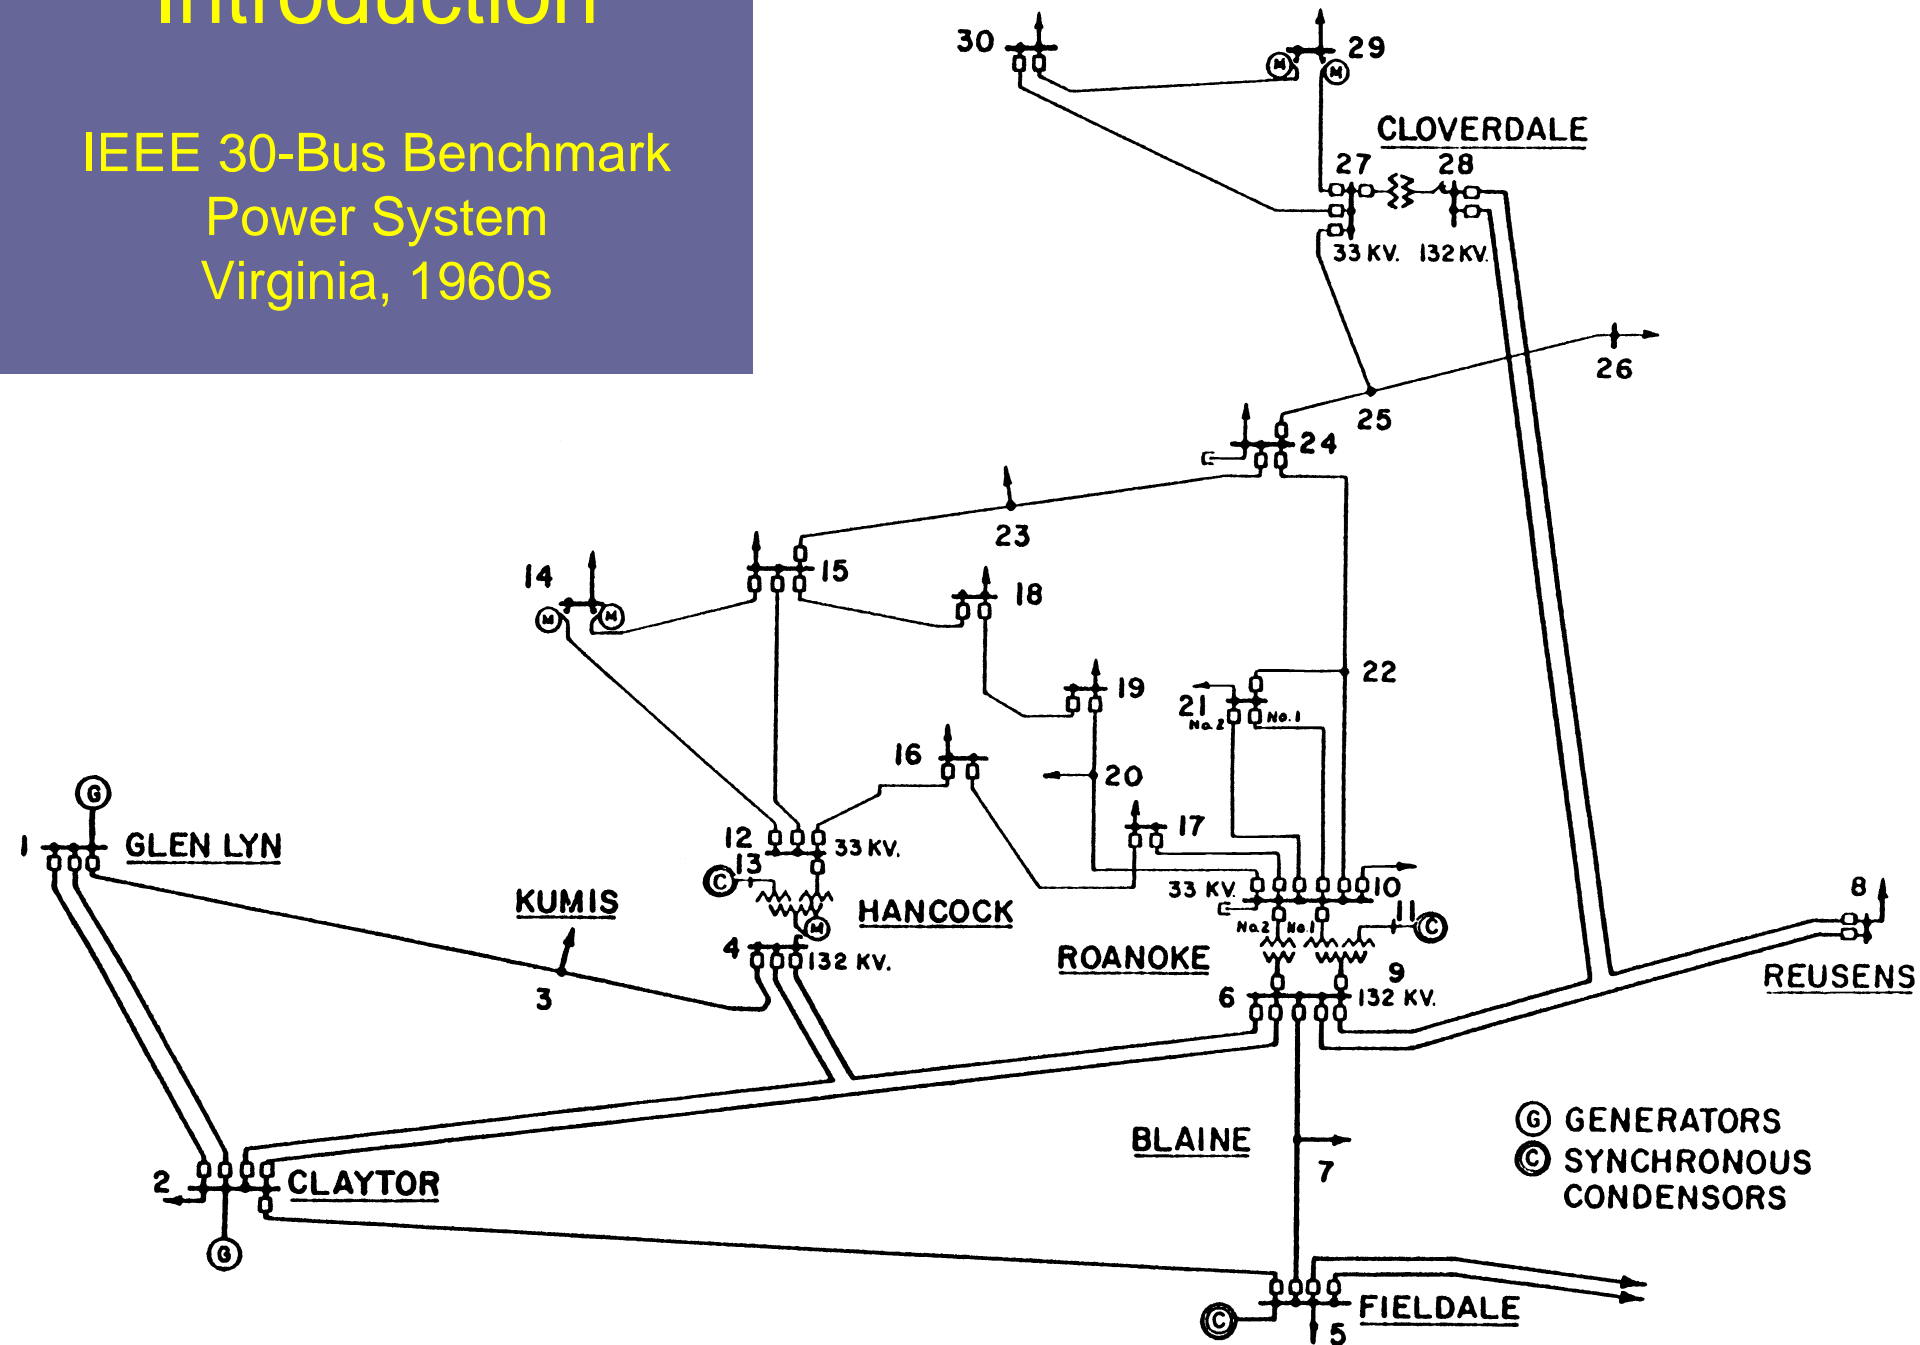 Introduction
IEEE 30-Bus Benchmark
Power System
Virginia, 1960s
30
29
M
M
CLOVERDALE
27
28
33 KV.
132 KV.
26
25
24
23
15
14
18
M
M
22
19
21
No.2
No.1
16
20
G
17
1
GLEN LYN
12
33 KV.
13
C
8
KUMIS
HANCOCK
33 KV.
10
11
M
No.2
No.1
C
4
132 KV.
ROANOKE
9
REUSENS
3
6
132 KV.
G GENERATORS
BLAINE
C SYNCHRONOUS
CONDENSORS
7
2
CLAYTOR
G
FIELDALE
C
5